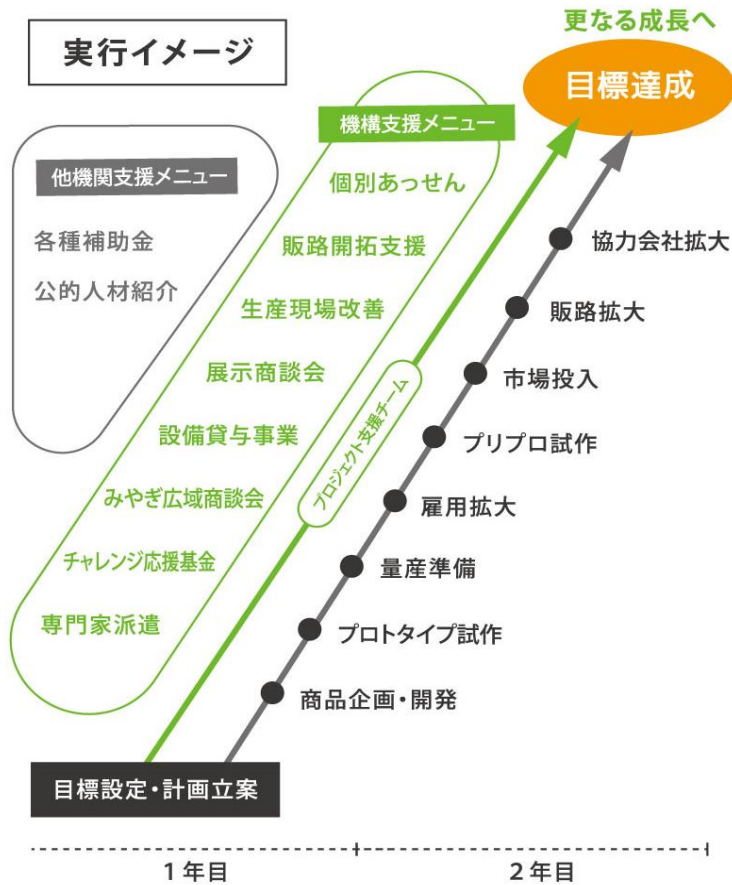 更なる成長へ
実行イメージ
目標達成
機構支援メニュー
他機関支援メニュー
個別あっせん
各種補助金
協力会社拡大
販路開拓支援
公的人材紹介
生産現場改善
販路拡大
展示商談会
市場投入
プロジェクト支援チーム
設備貸与事業
プリプロ試作
みやぎ広域商談会
雇用拡大
チャレンジ応援基金
量産準備
専門家派遣
プロトタイプ試作
商品企画・開発
目標設定・計画立案
1年目
2年目